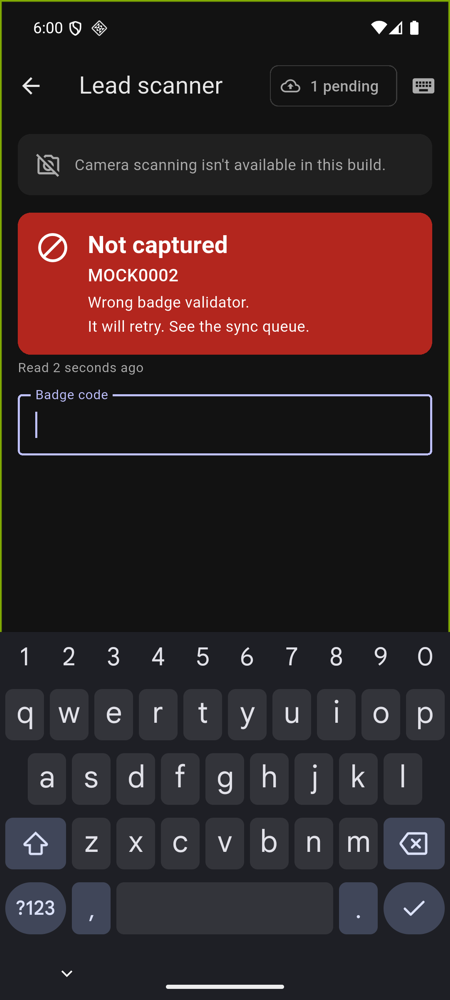 6:00
Lead scanner
1 pending
Camera scanning isn't available in this build.
Not captured
MOCK0002
Wrong badge validator.
It will retry. See the sync queue.
Read 2 seconds ago
Badge code
1 2 3 4 5 6 7 8 9 0
q w e r t y u i o p
a s d f g h j k l
z x c v b n m
?123 , .